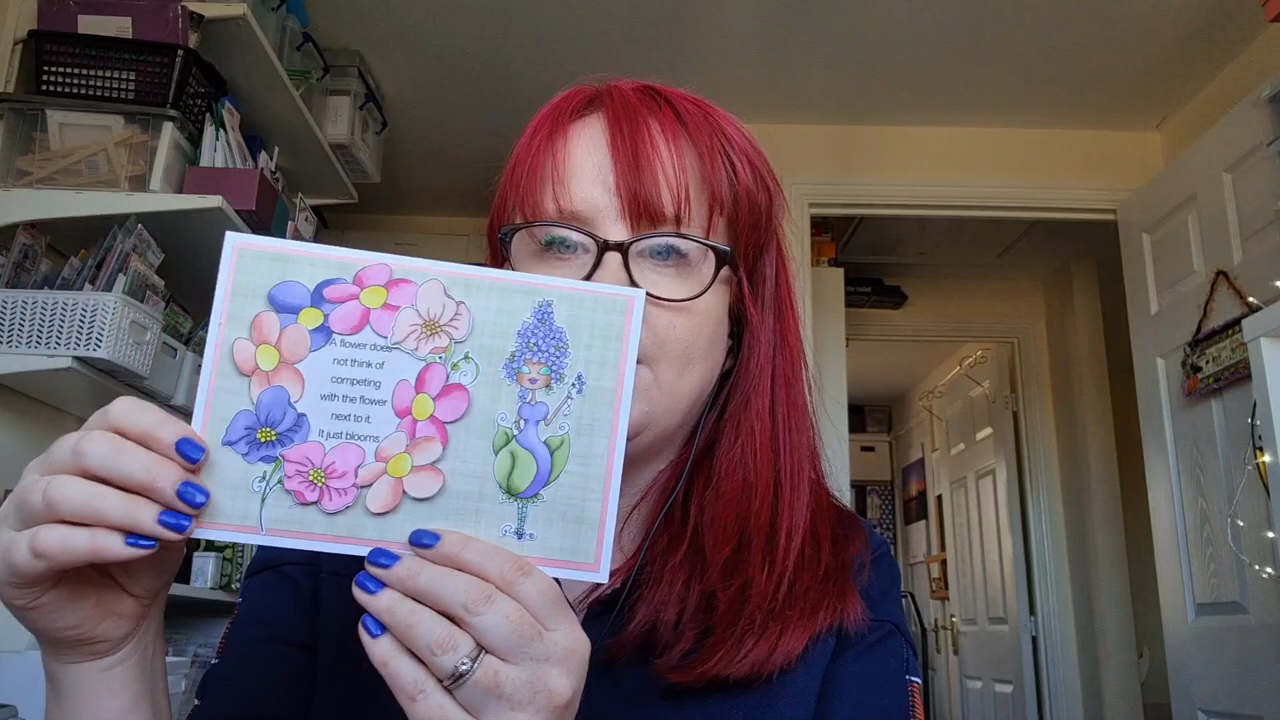 A flower does
not think of
competing
with the flower
next to it.
It just blooms